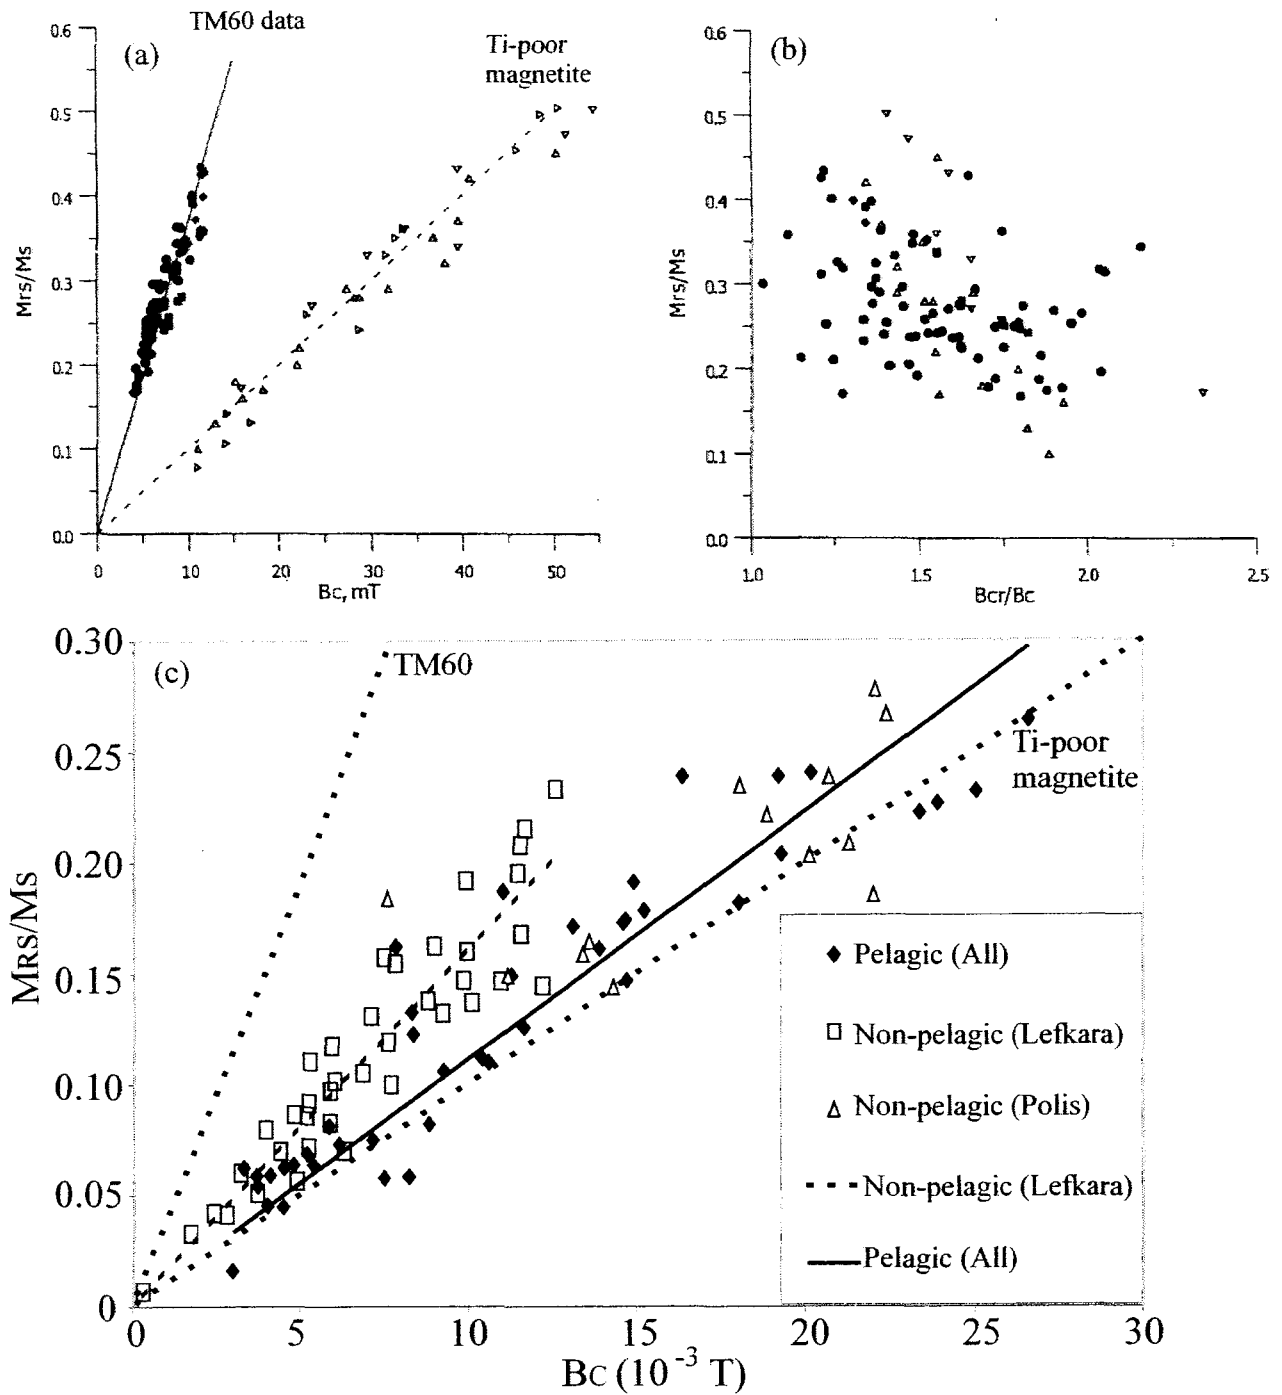 TM60 data
(a)
Ti-poor
magnetite
0.6
0.5
0.4
0.3
0.2
0.1
0.0
Mrs/Ms
0
10
20
30
40
50
Bc, mT
(b)
0.6
0.5
0.4
0.3
0.2
0.1
0.0
Mrs/Ms
1.0
1.5
2.0
2.5
Bcr/Bc
(c)
TM60
Ti-poor
magnetite
0.30
0.25
0.20
0.15
0.10
0.05
0
MRS/MS
Pelagic (All)
Non-pelagic (Lefkara)
Non-pelagic (Polis)
Non-pelagic (Lefkara)
Pelagic (All)
0
5
10
15
20
25
30
BC (10⁻³ T)